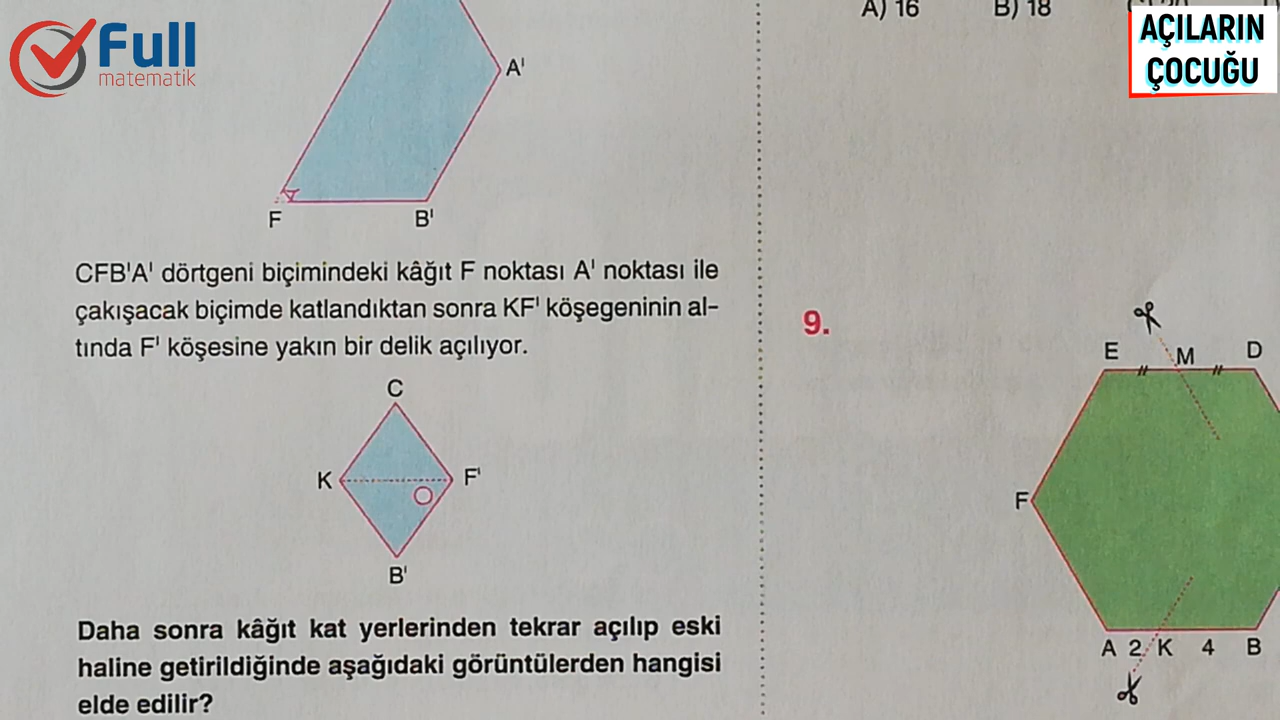 Full
matematik
AÇILARIN
ÇOCUĞU
A'
F
B'
CFB'A' dörtgeni biçimindeki kâğıt F noktası A' noktası ile
çakışacak biçimde katlandıktan sonra KF' köşegeninin al-
tında F' köşesine yakın bir delik açılıyor.
C
K
F'
B'
Daha sonra kâğıt kat yerlerinden tekrar açılıp eski
haline getirildiğinde aşağıdaki görüntülerden hangisi
elde edilir?
A) 16 B) 18
9.
E M D
F
A 2 K 4 B